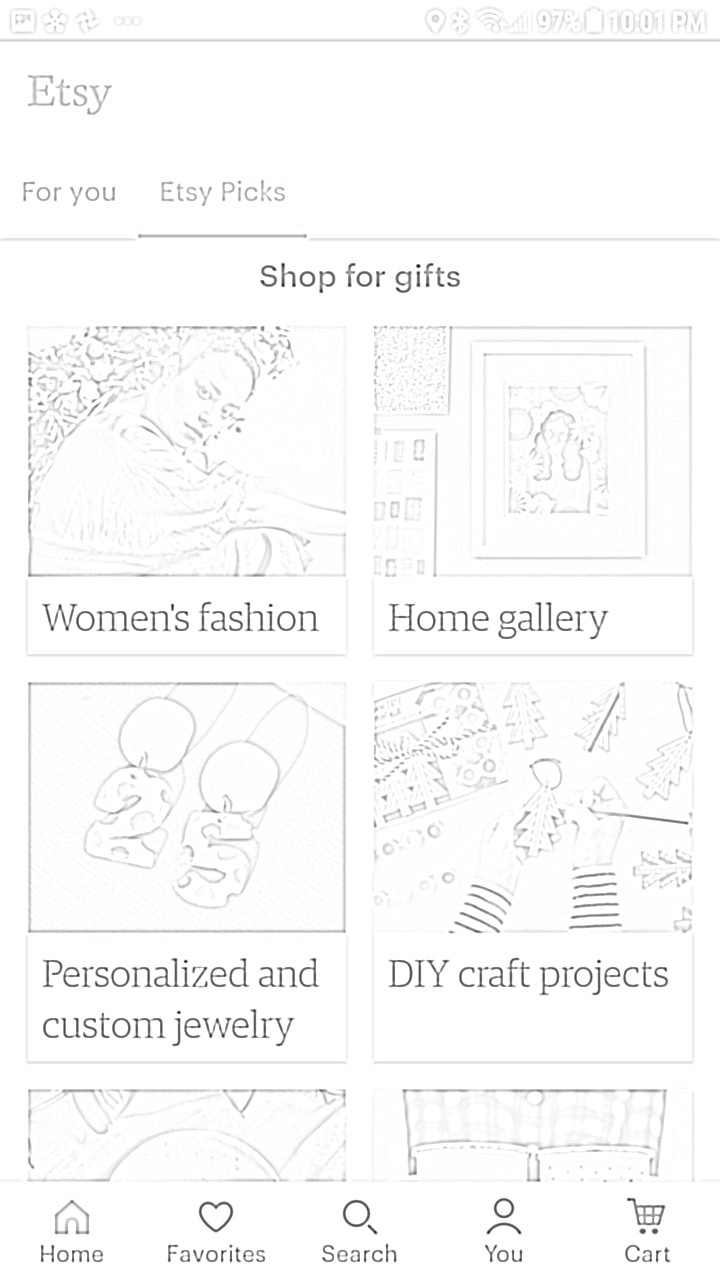 97% 10:01 PM
Etsy
For you Etsy Picks
Shop for gifts
Women's fashion Home gallery
Personalized and
custom jewelry
DIY craft projects
Home Favorites Search You Cart